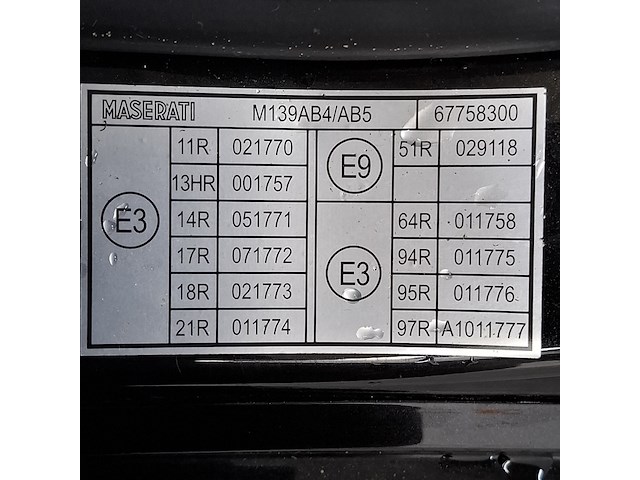 MASERATI M139AB4/AB5 67758300
11R 021770 E9 51R 029118
13HR 001757
E3 14R 051771 64R 011758
17R 071772 E3 94R 011775
18R 021773 95R 011776
21R 011774 97R A1011777